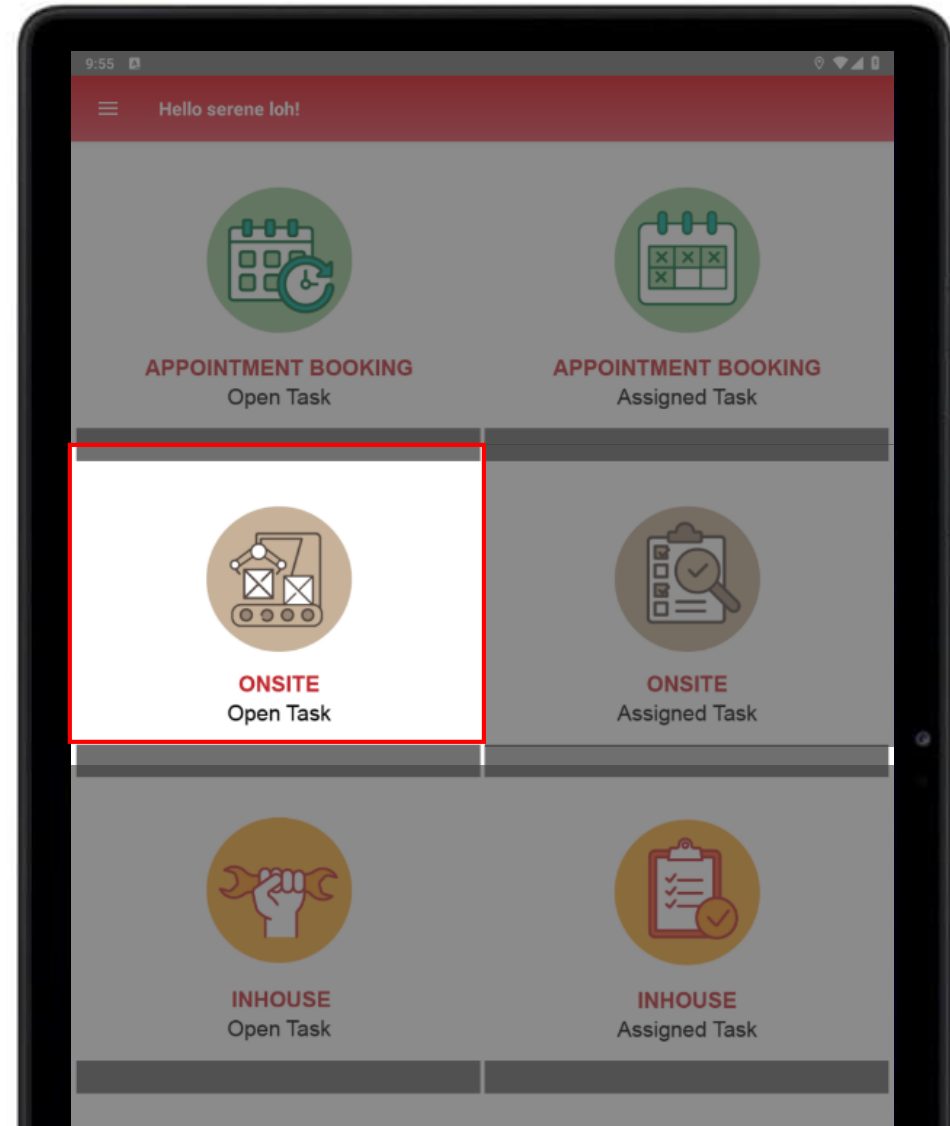 9:55
Hello serene loh!
APPOINTMENT BOOKING
Open Task
APPOINTMENT BOOKING
Assigned Task
ONSITE
Open Task
ONSITE
Assigned Task
INHOUSE
Open Task
INHOUSE
Assigned Task